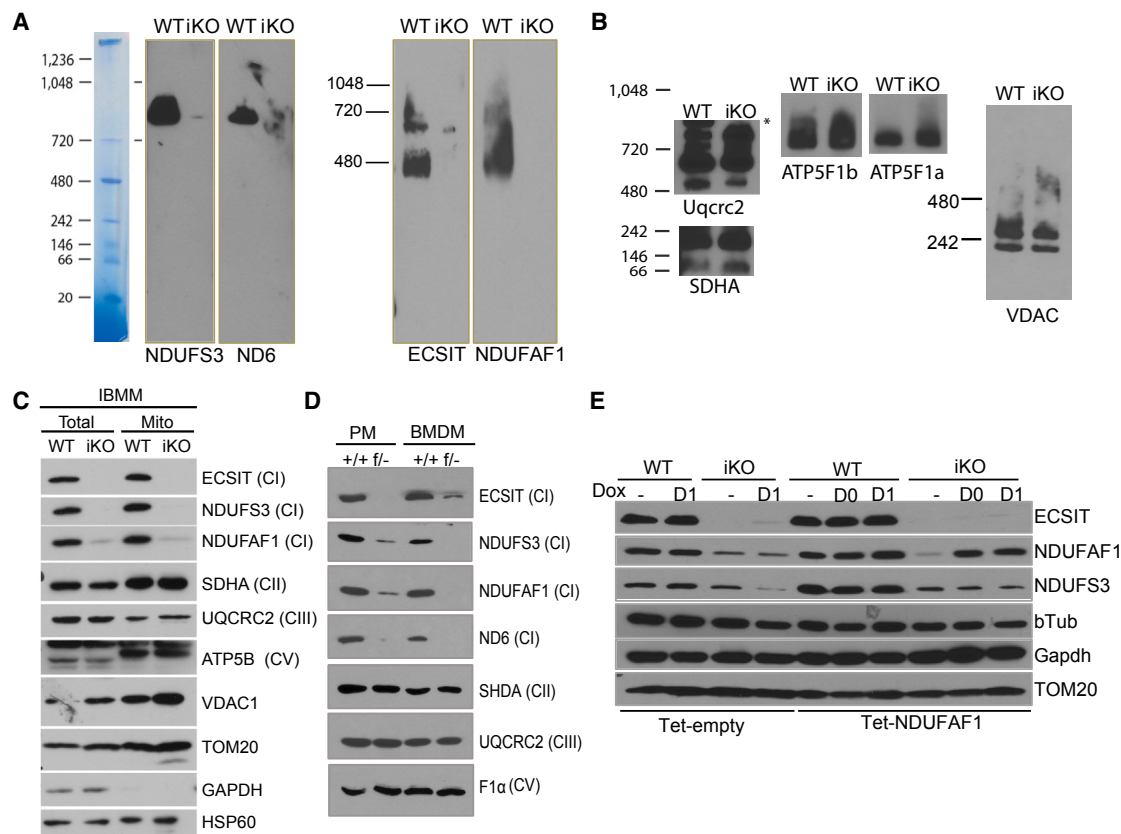 A
WT iKO WT iKO
1,236
1,048
720
480
242
146
66
20
NDUFS3 ND6
WT iKO WT iKO
1048
720
480
ECSIT NDUFAF1
B
1,048
720
480
242
146
66
WT iKO
*
Uqcrc2
SDHA
WT iKO
ATP5F1b
WT iKO
ATP5F1a
WT iKO
480
242
VDAC
C
IBMM
Total Mito
WT iKO WT iKO
ECSIT (CI)
NDUFS3 (CI)
NDUFAF1 (CI)
SDHA (CII)
UQCRC2 (CIII)
ATP5B (CV)
VDAC1
TOM20
GAPDH
HSP60
D
PM BMDM
+/+ f/- +/+ f/-
ECSIT (CI)
NDUFS3 (CI)
NDUFAF1 (CI)
ND6 (CI)
SHDA (CII)
UQCRC2 (CIII)
F1α (CV)
E
WT iKO WT iKO
Dox - D1 - D1 - D0 D1 - D0 D1
ECSIT
NDUFAF1
NDUFS3
bTub
Gapdh
TOM20
Tet-empty Tet-NDUFAF1